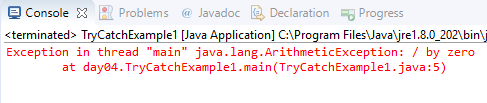 Console Problems Javadoc Declaration Progress
<terminated> TryCatchExample1 [Java Application] C:\Program Files\Java\jre1.8.0_202\bin\j
Exception in thread "main" java.lang.ArithmeticException: / by zero
at day04.TryCatchExample1.main(TryCatchExample1.java:5)